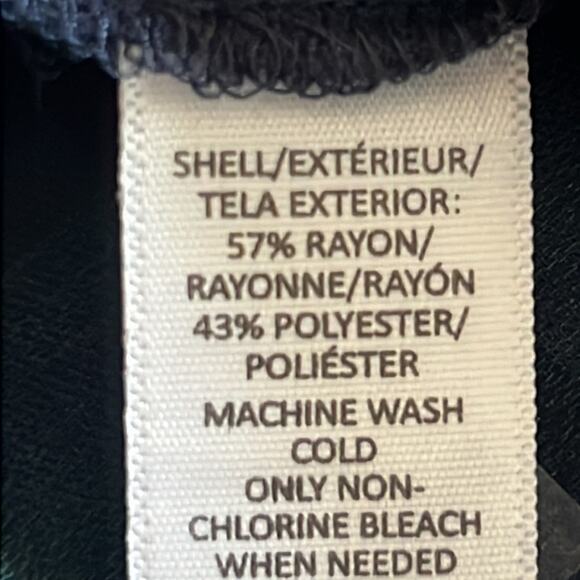 SHELL/EXTÉRIEUR/
TELA EXTERIOR:
57% RAYON/
RAYONNE/RAYÓN
43% POLYESTER/
POLIÉSTER
MACHINE WASH
COLD
ONLY NON-
CHLORINE BLEACH
WHEN NEEDED